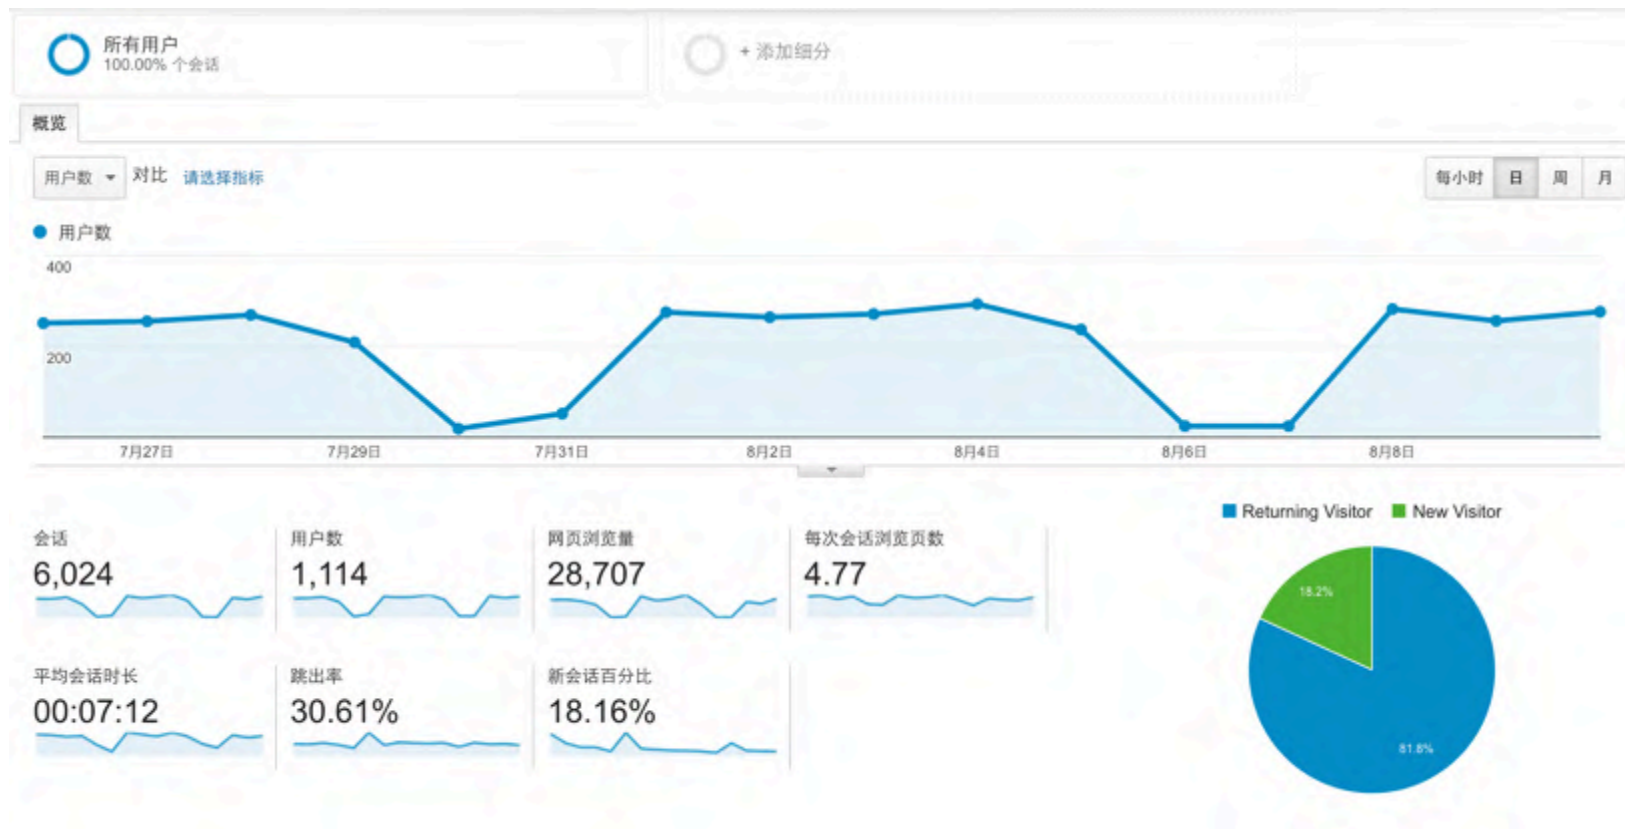 所有用户
100.00% 个会话
+ 添加细分
概览
用户数 对比 请选择指标
每小时 日 周 月
用户数
400
200
7月27日 7月29日 7月31日 8月2日 8月4日 8月6日 8月8日
Returning Visitor New Visitor
会话 用户数 网页浏览量 每次会话浏览页数
6,024 1,114 28,707 4.77
18.2%
平均会话时长 跳出率 新会话百分比
00:07:12 30.61% 18.16%
81.8%